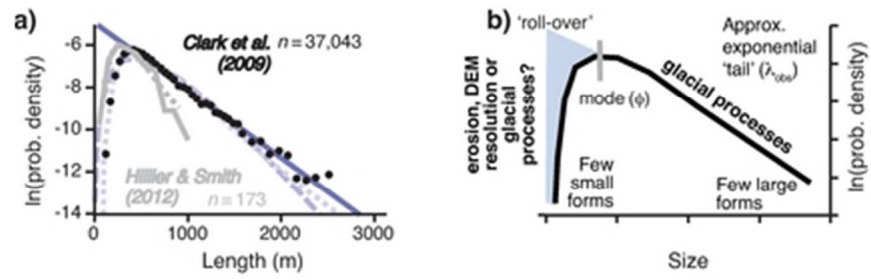 a)
Clark et al. n=37,043
(2009)
ln(prob. density)
-6
-8
-10
-12
-14
Hillier & Smith
(2012) n=173
0 1000 2000 3000
Length (m)
b)
'roll-over'
Approx.
exponential
'tail' (λobs)
erosion, DEM
resolution or
glacial
processes?
mode (ϕ)
glacial processes
Few
small
forms
Few large
forms
ln(prob. density)
Size